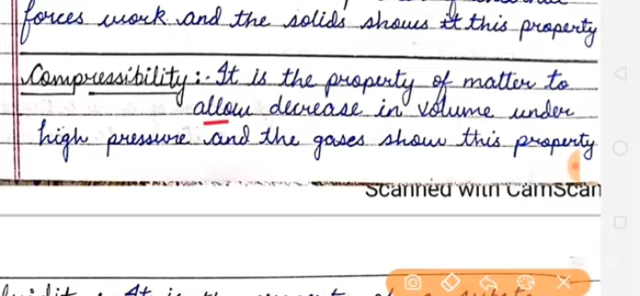 forces work and the solids shows it this property
Compressibility :- It is the property of matter to
allow decrease in volume under
high pressure and the gases show this property
Scanned with CamScan